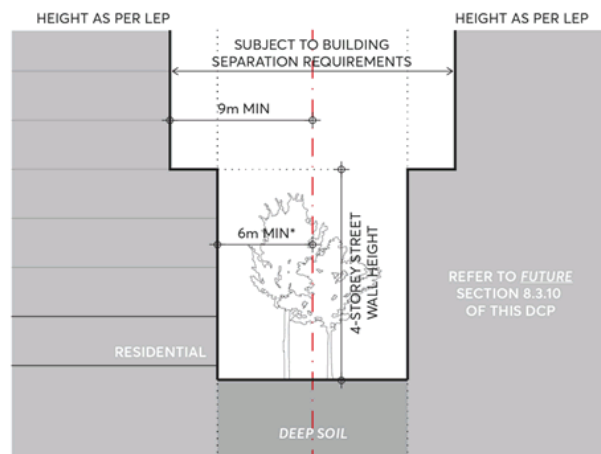 HEIGHT AS PER LEP
HEIGHT AS PER LEP
SUBJECT TO BUILDING
SEPARATION REQUIREMENTS
9m MIN
6m MIN*
4-STOREY STREET
WALL HEIGHT
REFER TO FUTURE
SECTION 8.3.10
OF THIS DCP
RESIDENTIAL
DEEP SOIL